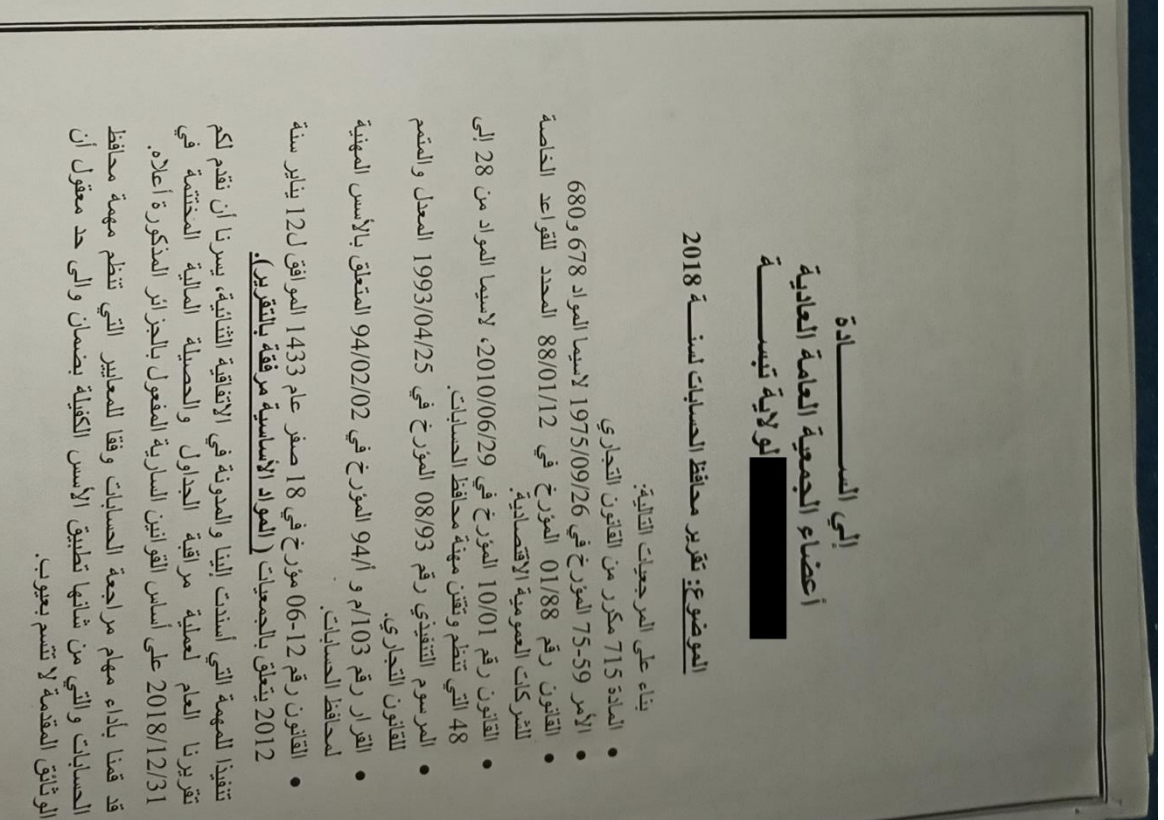 إلي الســـــــادة
أعضاء الجمعية العامة العادية
لولاية تبســـــة
الموضوع: تقرير محافظ الحسابات لسنـــة 2018
بناء على المرجعيات التالية:
• المادة 715 مكرر من القانون التجاري
• الأمر 59-75 المؤرخ في 1975/09/26 لاسيما المواد 678 و680
• القانون رقم 01/88 المؤرخ في 88/01/12 المحدد للقواعد الخاصة
للشركات العمومية الاقتصادية.
• القانون رقم 10/01 المؤرخ في 2010/06/29، لاسيما المواد من 28 إلى
48 التي تنظم وتقنن مهنة محافظ الحسابات.
• المرسوم التنفيذي رقم 08/93 المؤرخ في 1993/04/25 المعدل والمتمم
للقانون التجاري.
• القرار رقم 103/م و أ/94 المؤرخ في 94/02/02 المتعلق بالأسس المهنية
لمحافظ الحسابات.
• القانون رقم 12-06 مؤرخ في 18 صفر عام 1433 الموافق ل12 يناير سنة
2012 يتعلق بالجمعيات ( المواد الأساسية مرفقة بالتقرير).
تنفيذا للمهمة التي أسندت إلينا والمدونة في الاتفاقية الثنائية، يسرنا أن نقدم لكم
تقريرنا العام لعملية مراقبة الجداول والحصيلة المالية المختتمة في
2018/12/31 على أساس القوانين السارية المفعول بالجزائر المذكورة أعلاه.
قد قمنا بأداء مهام مراجعة الحسابات وفقا للمعايير التي تنظم مهمة محافظ
الحسابات والتي من شانها تطبيق الأسس الكفيلة بضمان والى حد معقول أن
الوثائق المقدمة لا تتسم بعيوب.